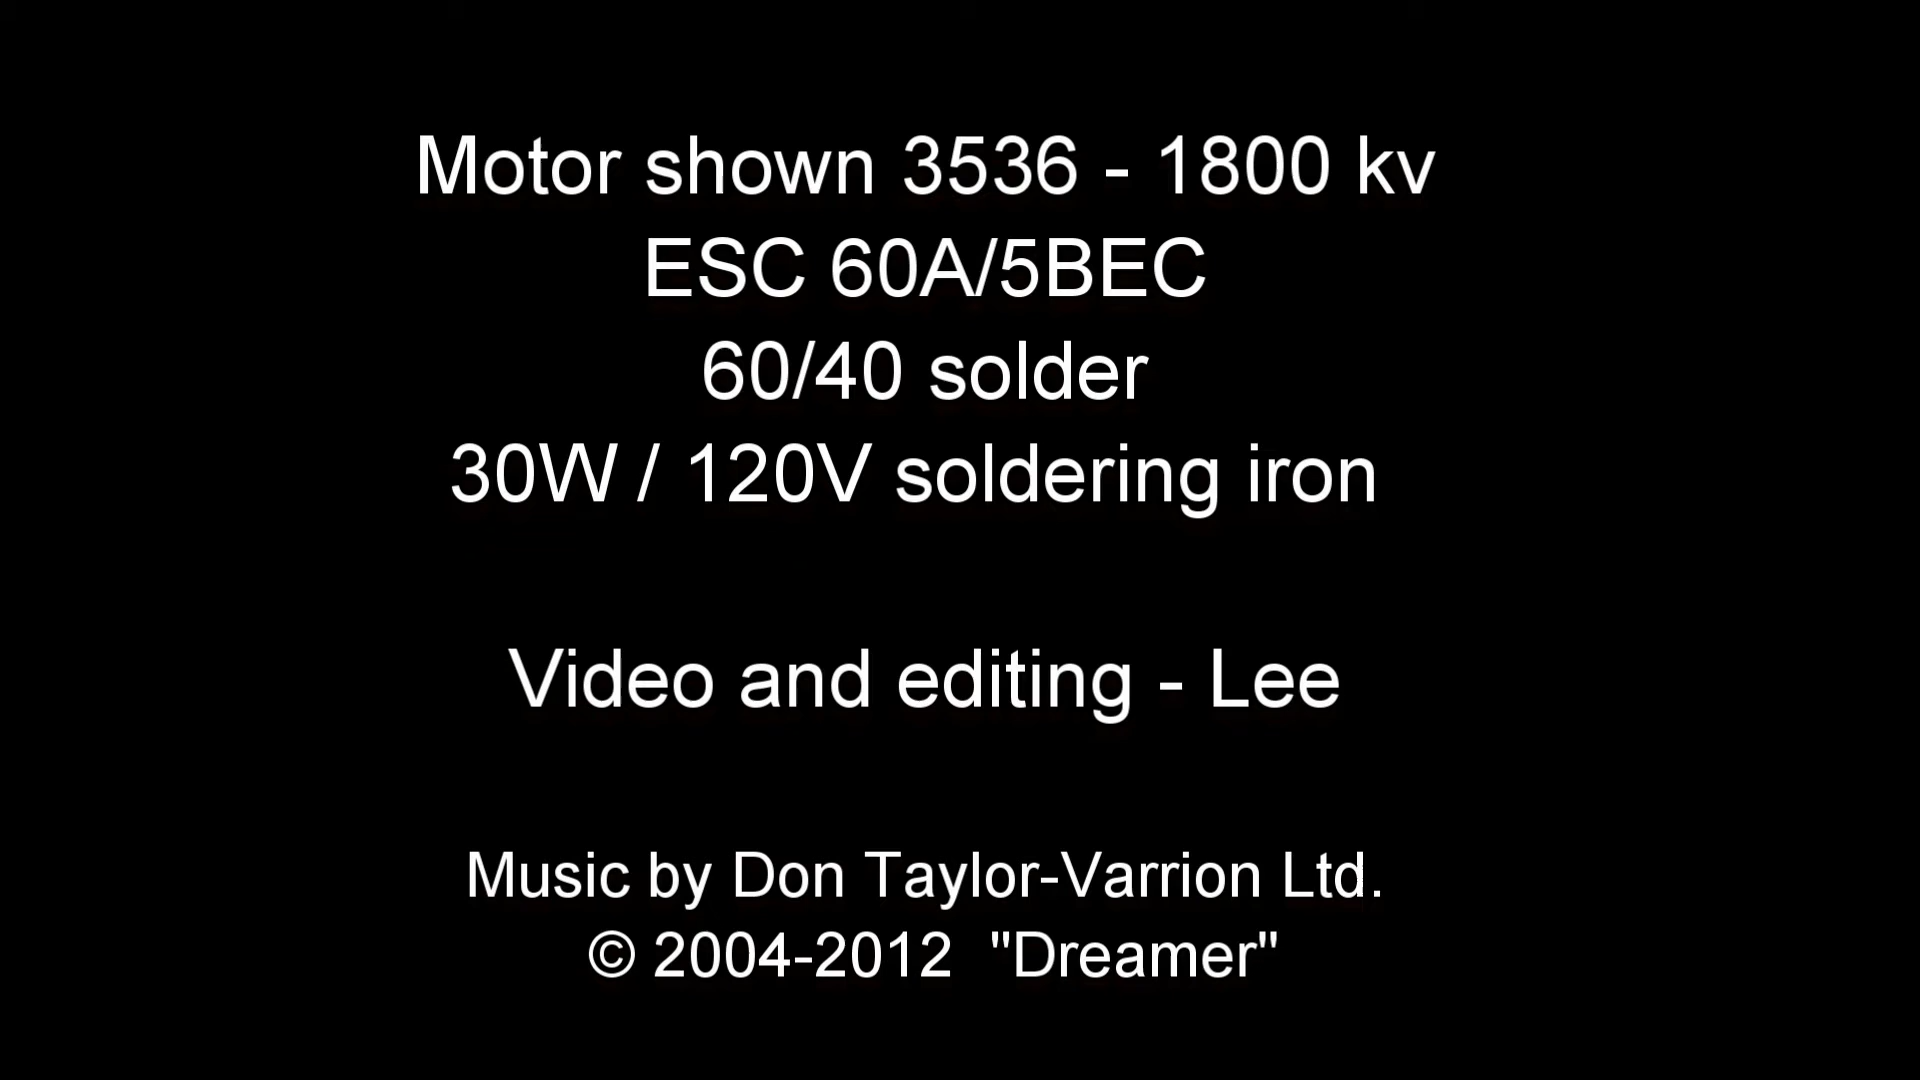 Motor shown 3536 - 1800 kv
ESC 60A/5BEC
60/40 solder
30W / 120V soldering iron
Video and editing - Lee
Music by Don Taylor-Varrion Ltd.
© 2004-2012  "Dreamer"